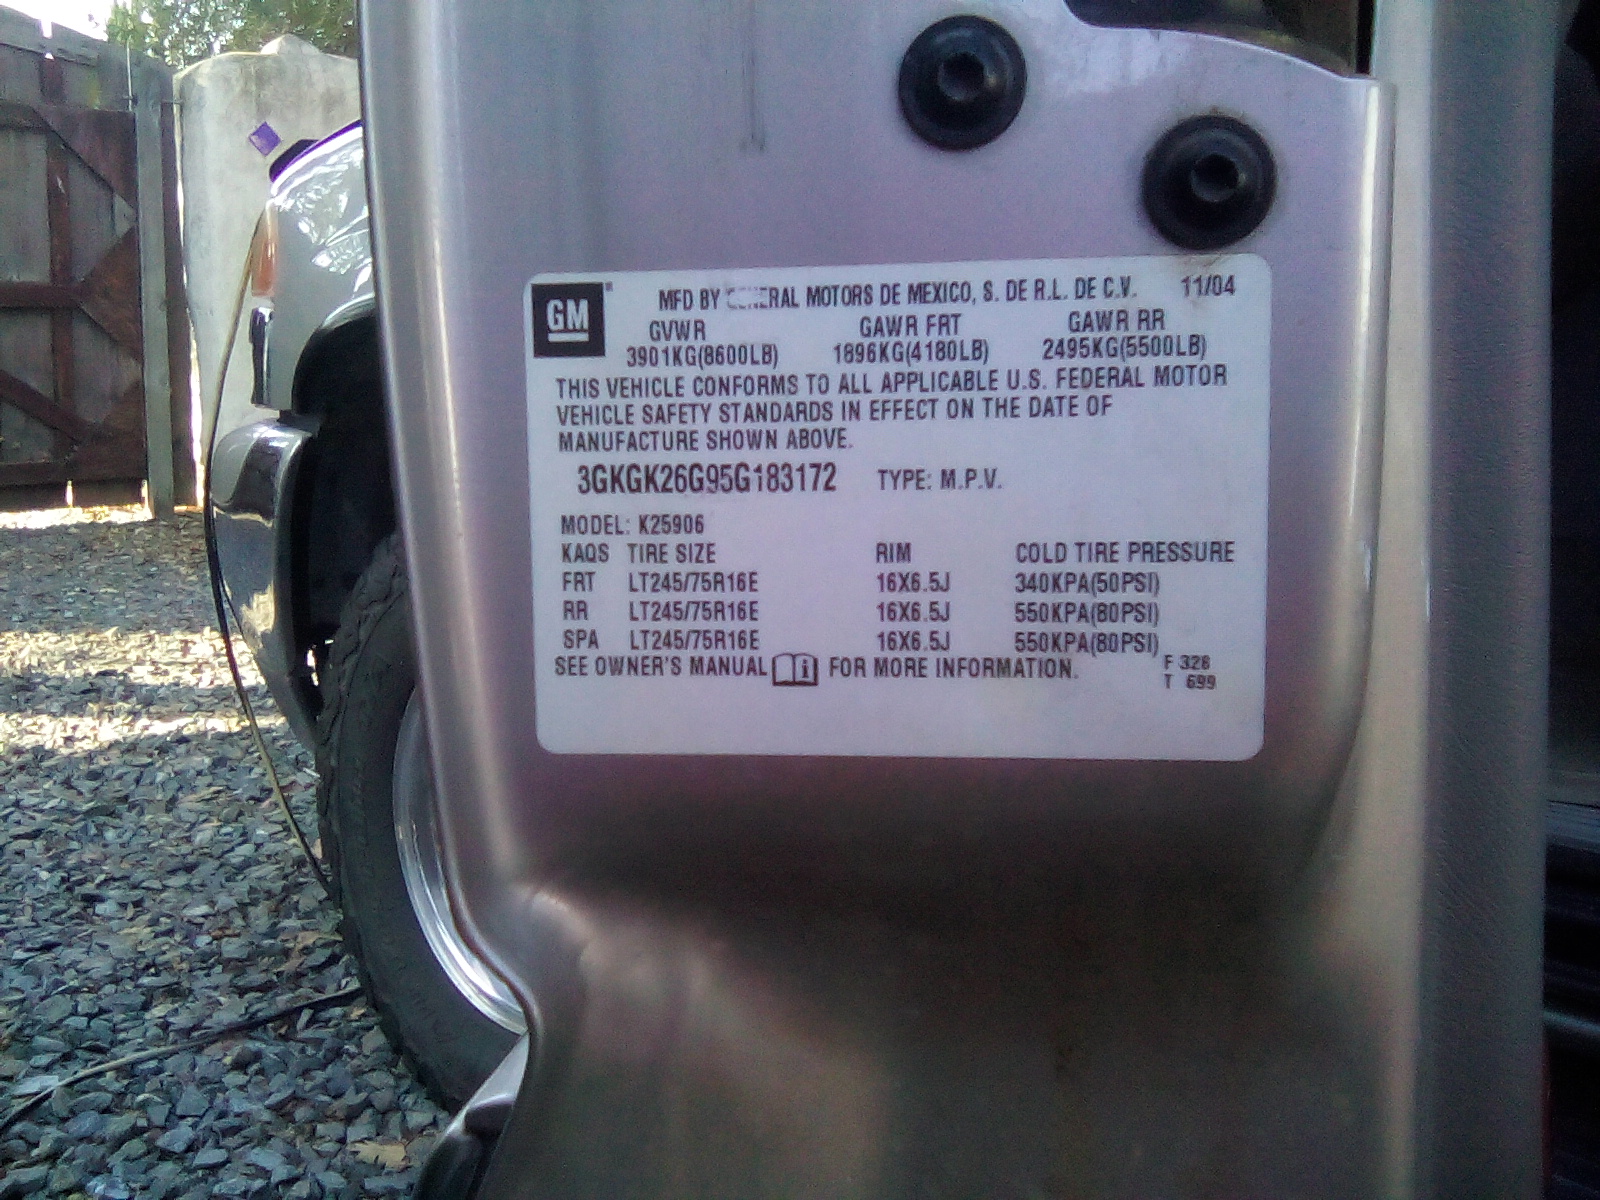 GM
MFD BY GENERAL MOTORS DE MEXICO, S. DE R.L. DE C.V. 11/04
GVWR GAWR FRT GAWR RR
3901KG(8600LB) 1896KG(4180LB) 2495KG(5500LB)
THIS VEHICLE CONFORMS TO ALL APPLICABLE U.S. FEDERAL MOTOR
VEHICLE SAFETY STANDARDS IN EFFECT ON THE DATE OF
MANUFACTURE SHOWN ABOVE.
3GKGK26G95G183172 TYPE: M.P.V.
MODEL: K25906
KAQS TIRE SIZE RIM COLD TIRE PRESSURE
FRT LT245/75R16E 16X6.5J 340KPA(50PSI)
RR LT245/75R16E 16X6.5J 550KPA(80PSI)
SPA LT245/75R16E 16X6.5J 550KPA(80PSI)
SEE OWNER'S MANUAL i FOR MORE INFORMATION.
F 328
T 699